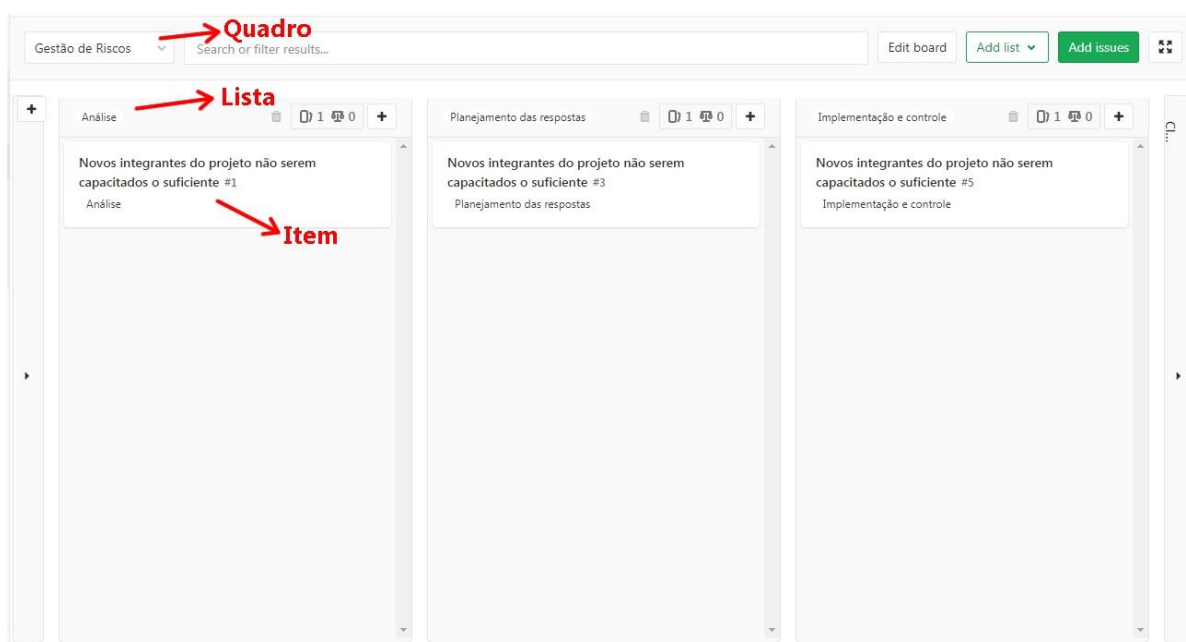 Quadro
Gestão de Riscos
Search or filter results...
Edit board
Add list
Add issues
Lista
+
Análise
1 0 +
Planejamento das respostas
1 0 +
Implementação e controle
1 0 +
Cl...
Novos integrantes do projeto não serem
capacitados o suficiente #1
Análise
Item
Novos integrantes do projeto não serem
capacitados o suficiente #3
Planejamento das respostas
Novos integrantes do projeto não serem
capacitados o suficiente #5
Implementação e controle